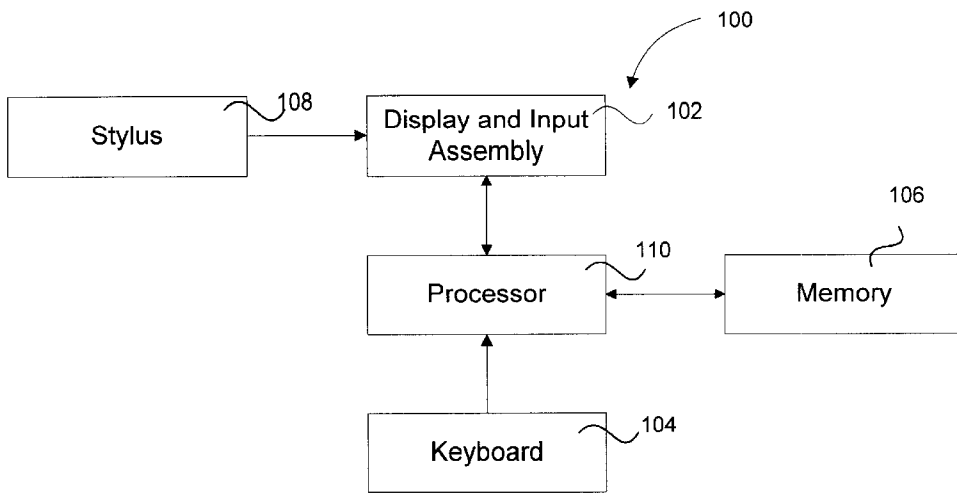 100
108
Stylus
Display and Input
Assembly
102
106
110
Processor
Memory
104
Keyboard